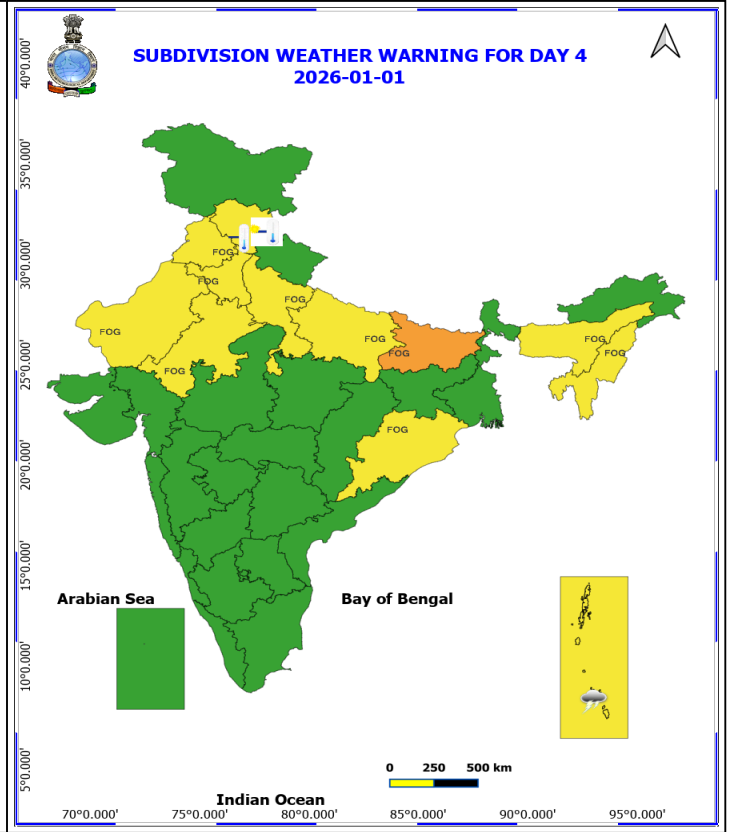 SUBDIVISION WEATHER WARNING FOR DAY 4
2026-01-01
40°0.000'
35°0.000'
30°0.000'
25°0.000'
20°0.000'
15°0.000'
10°0.000'
5°0.000'
FOG
FOG
FOG
FOG
FOG
FOG
FOG
FOG
FOG
FOG
Arabian Sea
Bay of Bengal
0 250 500 km
Indian Ocean
70°0.000' 75°0.000' 80°0.000' 85°0.000' 90°0.000' 95°0.000'